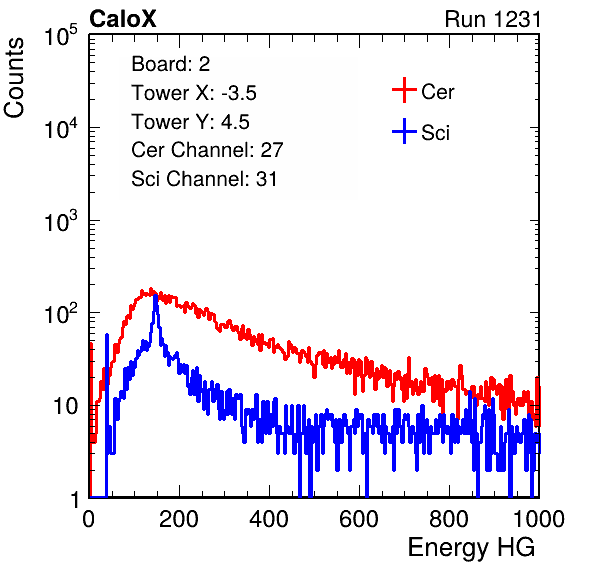 CaloX Run 1231
Counts
Board: 2
Tower X: -3.5
Tower Y: 4.5
Cer Channel: 27
Sci Channel: 31
Cer
Sci
10^5
10^4
10^3
10^2
10
1
0 200 400 600 800 1000
Energy HG